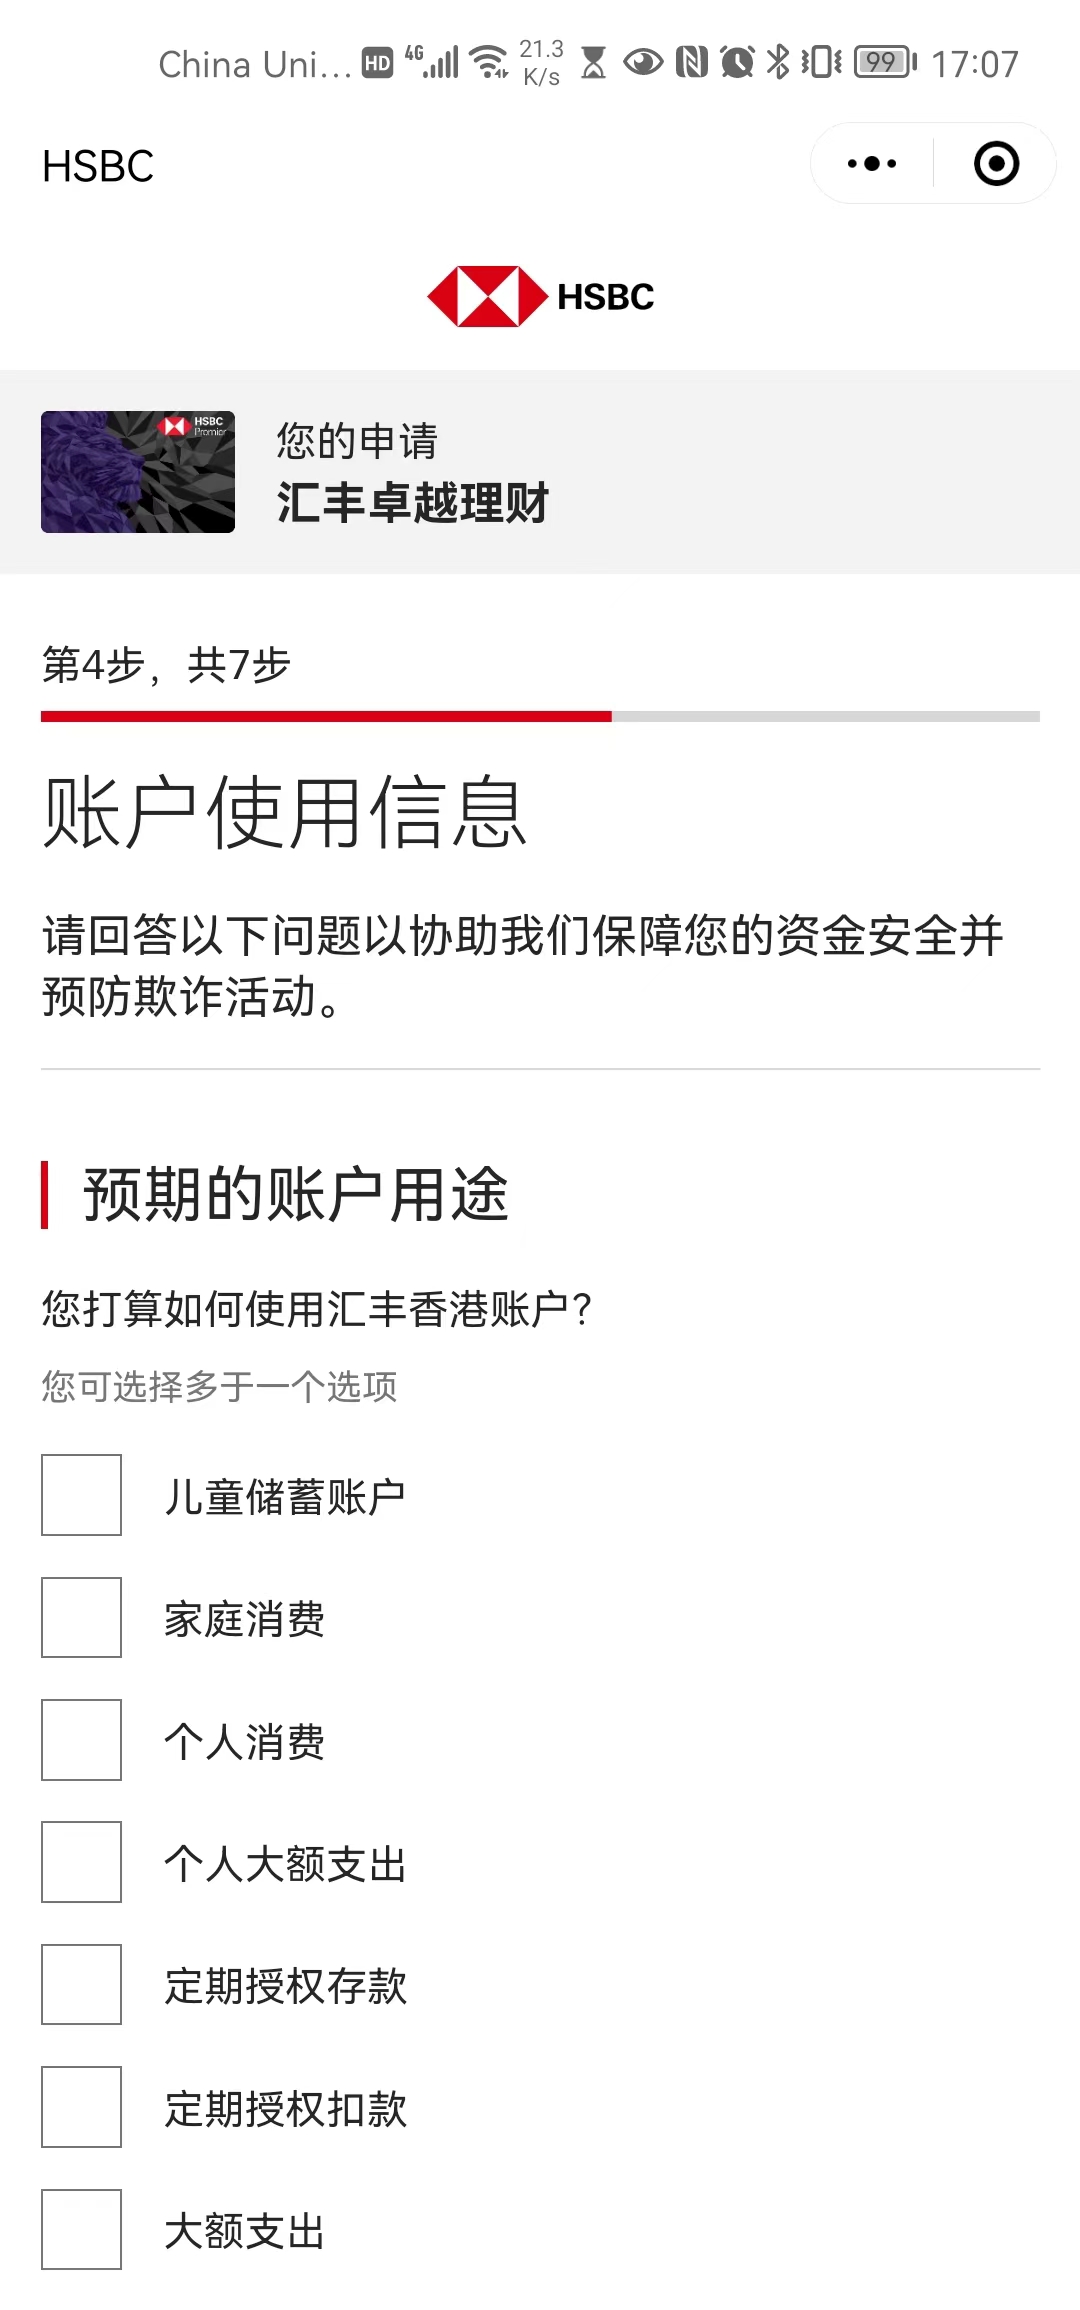 China Uni... HD 4G 21.3 K/s 99 17:07
HSBC
HSBC
HSBC
Premier
您的申请
汇丰卓越理财
第4步，共7步
账户使用信息
请回答以下问题以协助我们保障您的资金安全并
预防欺诈活动。
预期的账户用途
您打算如何使用汇丰香港账户？
您可选择多于一个选项
儿童储蓄账户
家庭消费
个人消费
个人大额支出
定期授权存款
定期授权扣款
大额支出